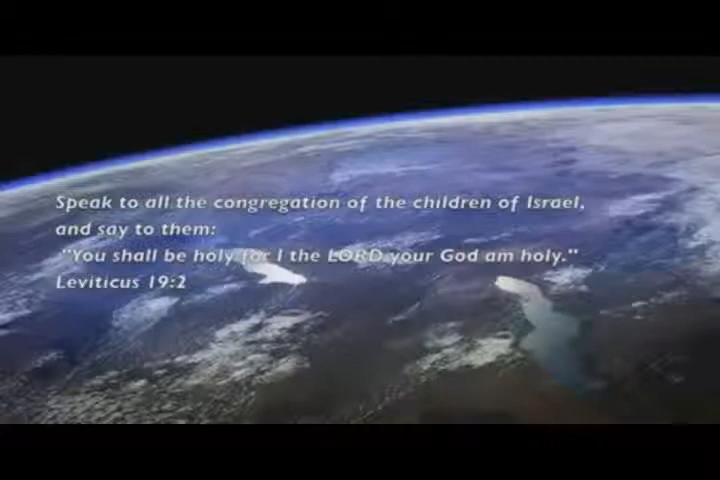 Speak to all the congregation of the children of Israel,
and say to them:
"You shall be holy for I the LORD your God am holy."
Leviticus 19:2